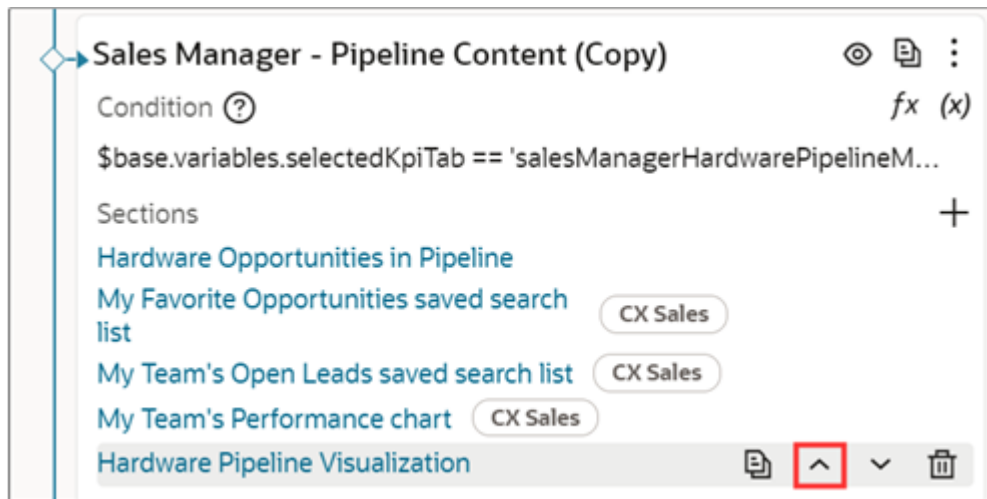 Sales Manager - Pipeline Content (Copy)
Condition ? fx (x)
$base.variables.selectedKpiTab == 'salesManagerHardwarePipelineM...
Sections
Hardware Opportunities in Pipeline
My Favorite Opportunities saved search
list
CX Sales
My Team's Open Leads saved search list CX Sales
My Team's Performance chart CX Sales
Hardware Pipeline Visualization